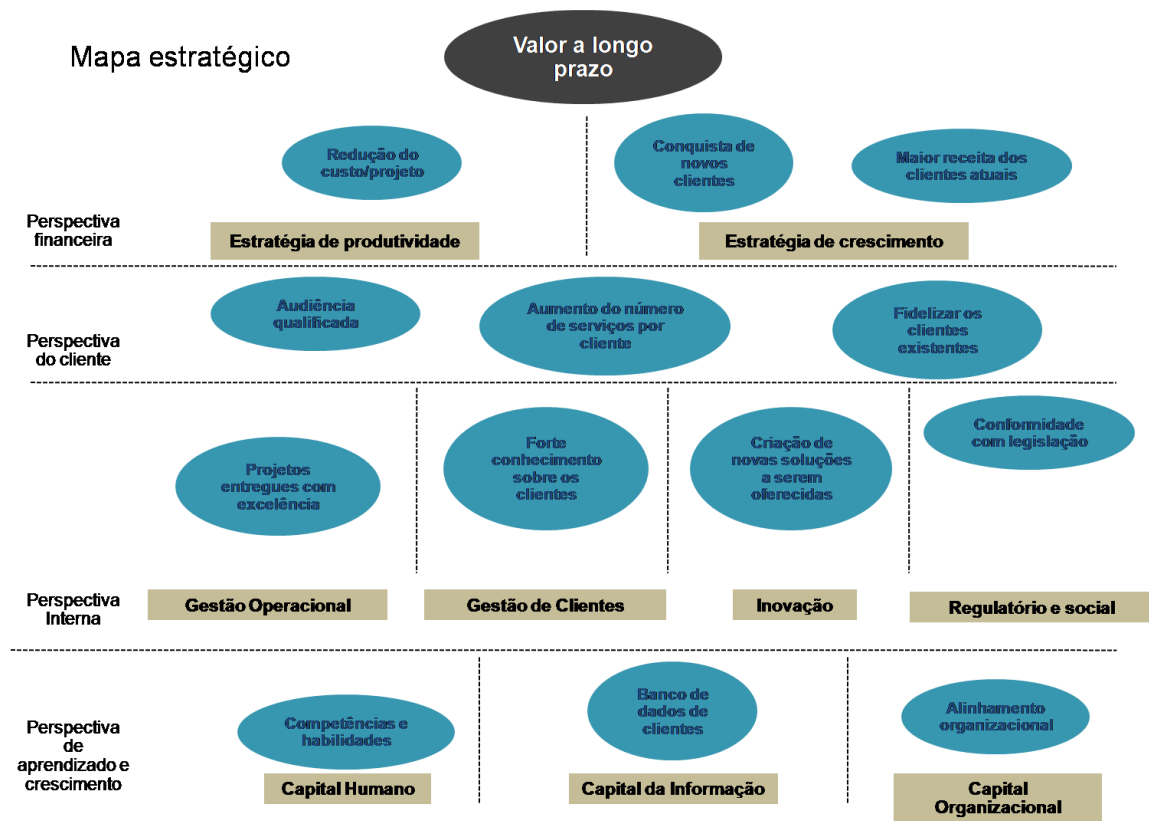 Mapa estratégico
Valor a longo
prazo
Redução do
custo/projeto
Conquista de
novos
clientes
Maior receita dos
clientes atuais
Perspectiva
financeira
Estratégia de produtividade
Estratégia de crescimento
Audiência
qualificada
Aumento do número
de serviços por
cliente
Fidelizar os
clientes
existentes
Perspectiva
do cliente
Projetos
entregues com
excelência
Forte
conhecimento
sobre os
clientes
Criação de
novas soluções
a serem
oferecidas
Conformidade
com legislação
Perspectiva
Interna
Gestão Operacional
Gestão de Clientes
Inovação
Regulatório e social
Perspectiva
de
aprendizado e
crescimento
Competências e
habilidades
Banco de
dados de
clientes
Alinhamento
organizacional
Capital Humano
Capital da Informação
Capital
Organizacional